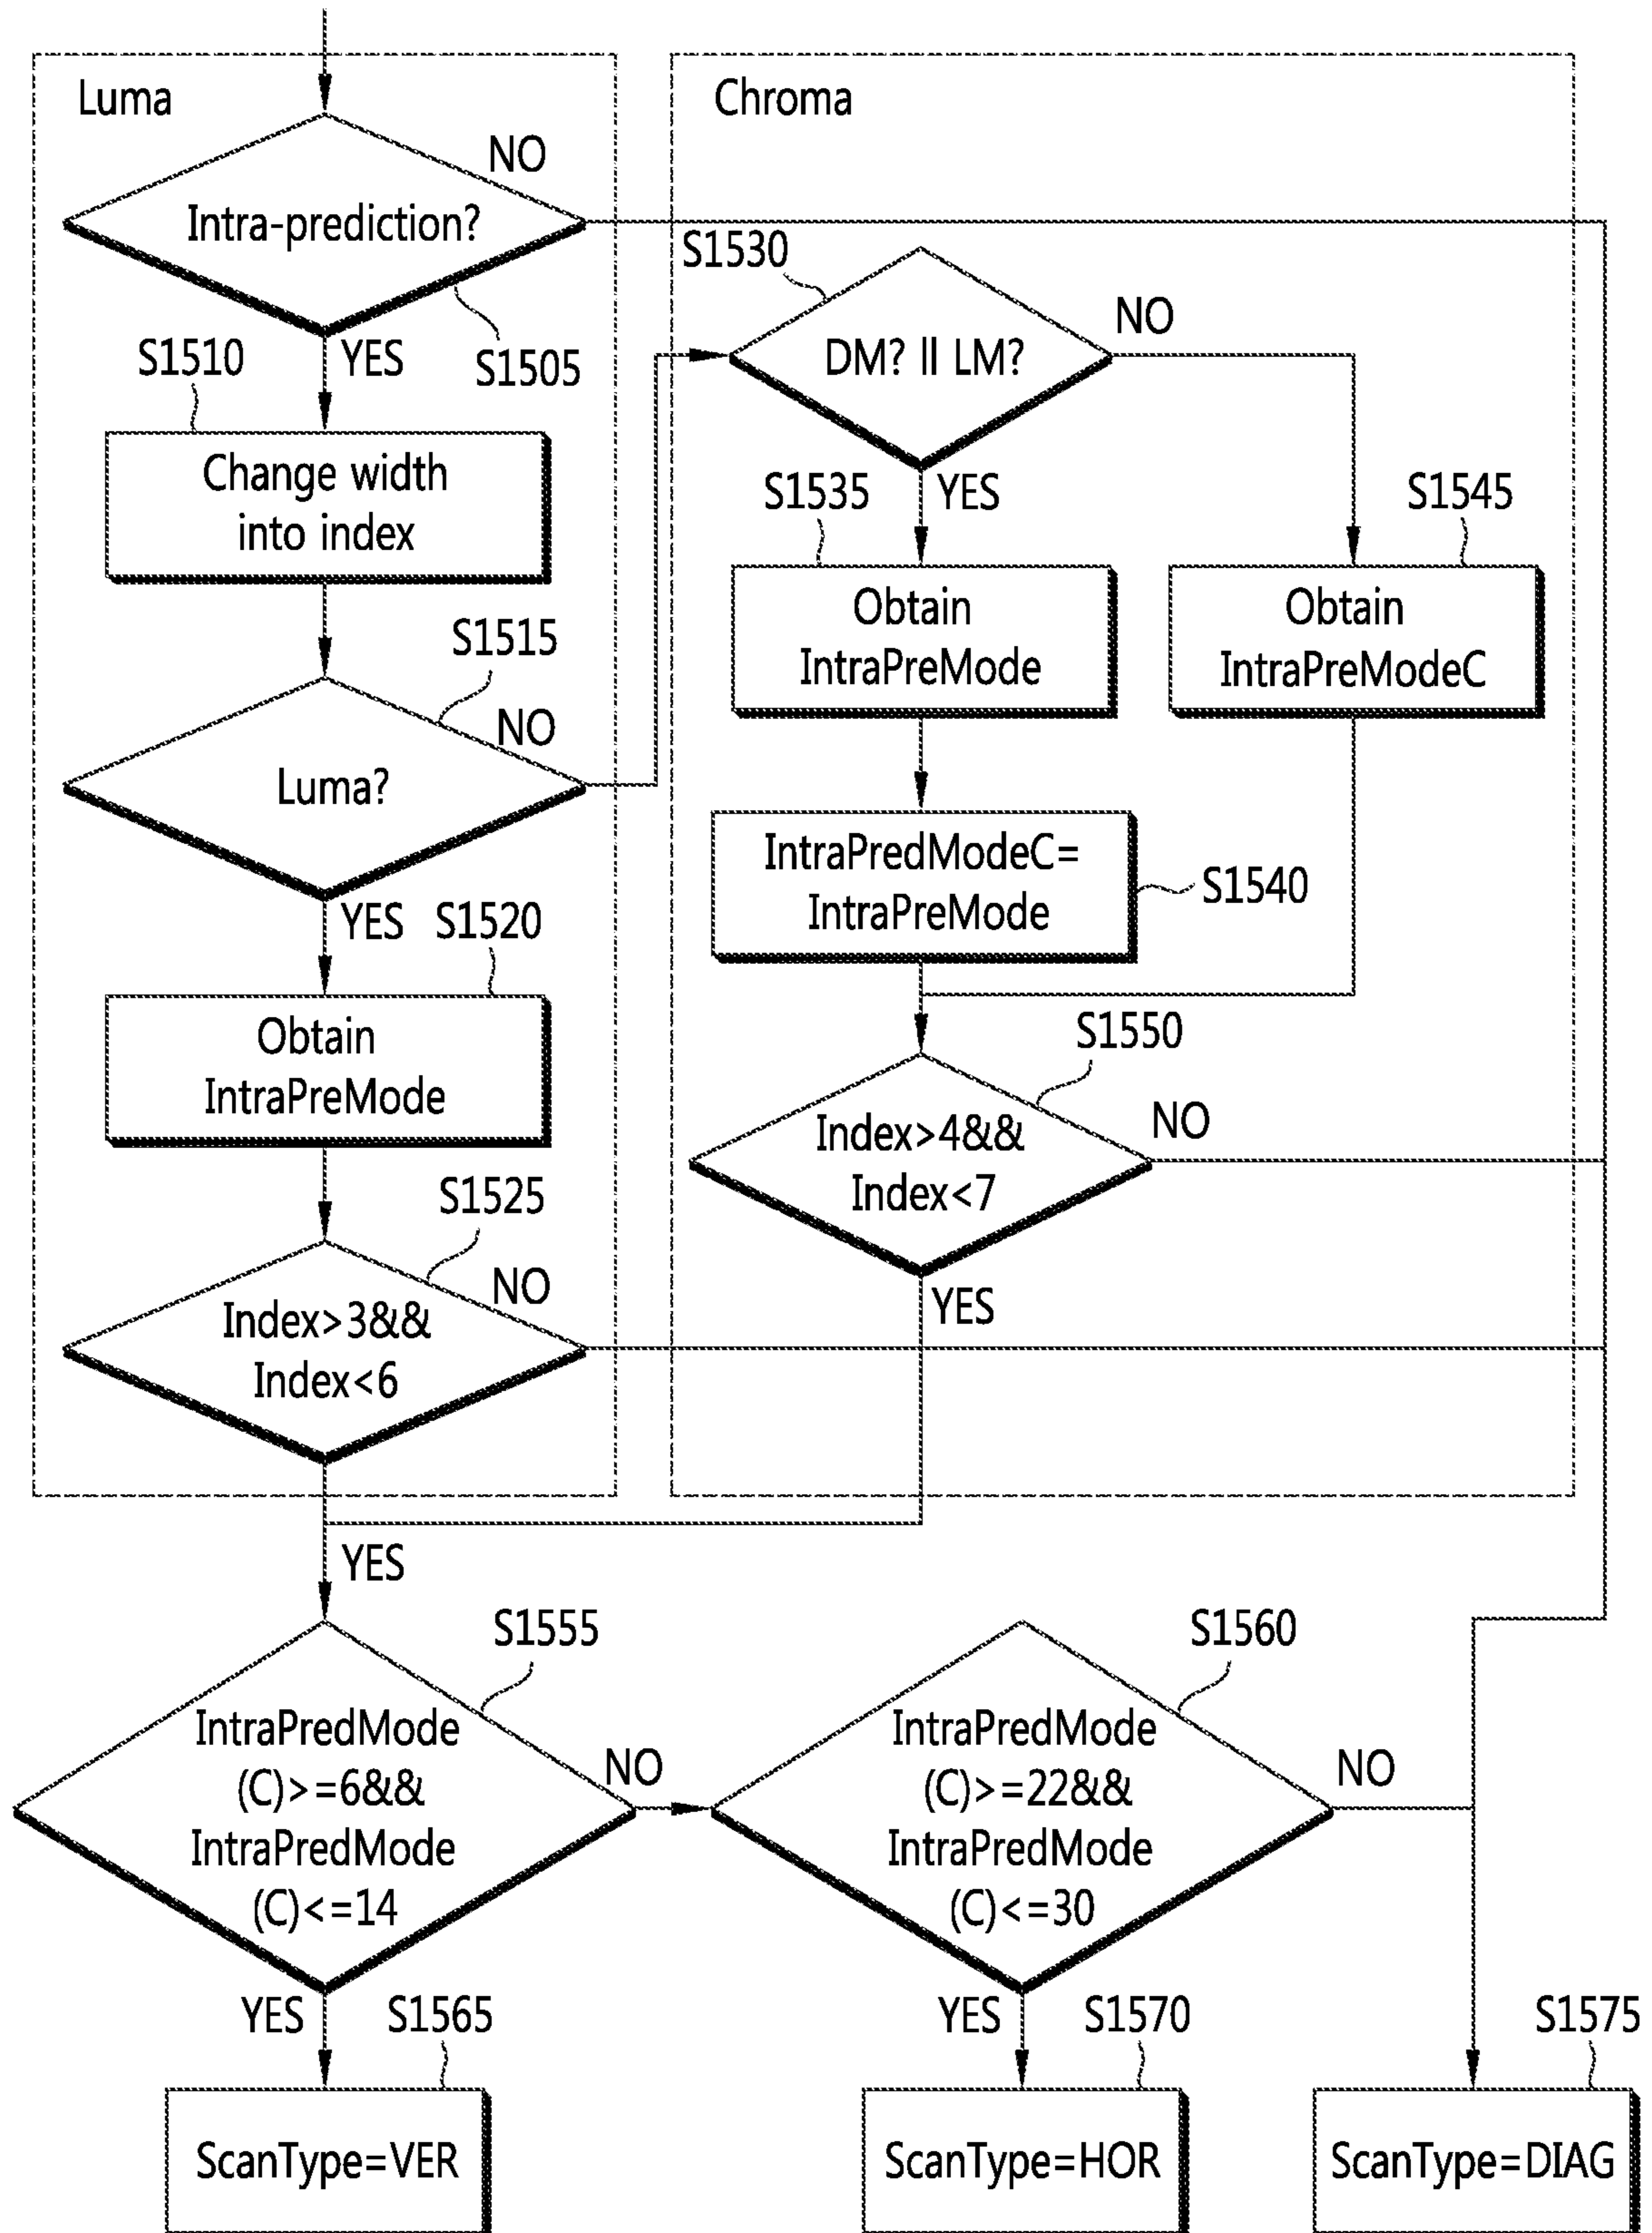 Luma
Chroma
NO
Intra-prediction?
S1505
YES
S1510
Change width
into index
S1515
NO
Luma?
YES
S1520
Obtain
IntraPreMode
S1525
NO
Index>3&&
Index<6
S1530
NO
DM? || LM?
YES
S1535
Obtain
IntraPreMode
S1545
Obtain
IntraPreModeC
IntraPredModeC=
IntraPreMode
S1540
S1550
NO
Index>4&&
Index<7
YES
YES
S1555
IntraPredMode
(C)>=6&&
IntraPredMode
(C)<=14
NO
YES
S1560
IntraPredMode
(C)>=22&&
IntraPredMode
(C)<=30
NO
YES
S1565
ScanType=VER
S1570
ScanType=HOR
S1575
ScanType=DIAG